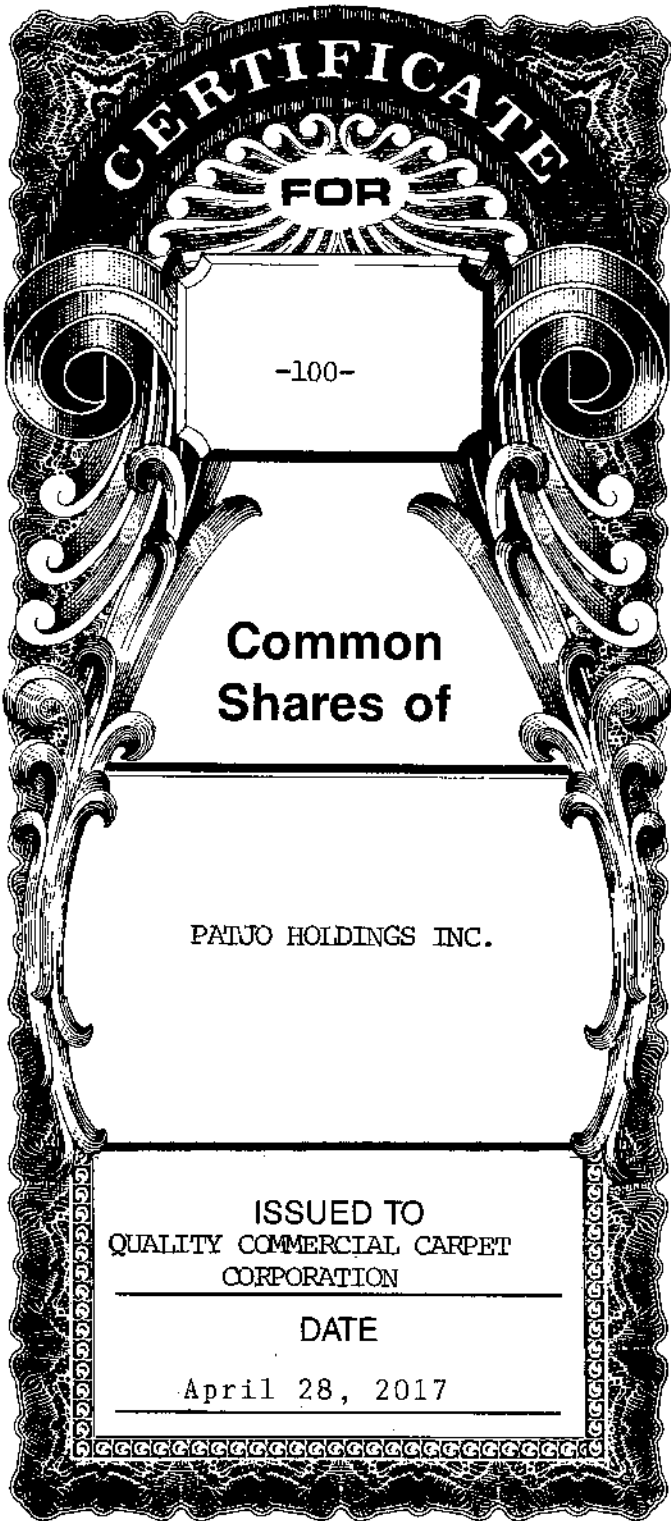 CERTIFICATE
FOR
-100-
Common
Shares of
PATJO HOLDINGS INC.
ISSUED TO
QUALITY COMMERCIAL CARPET
CORPORATION
DATE
April 28, 2017